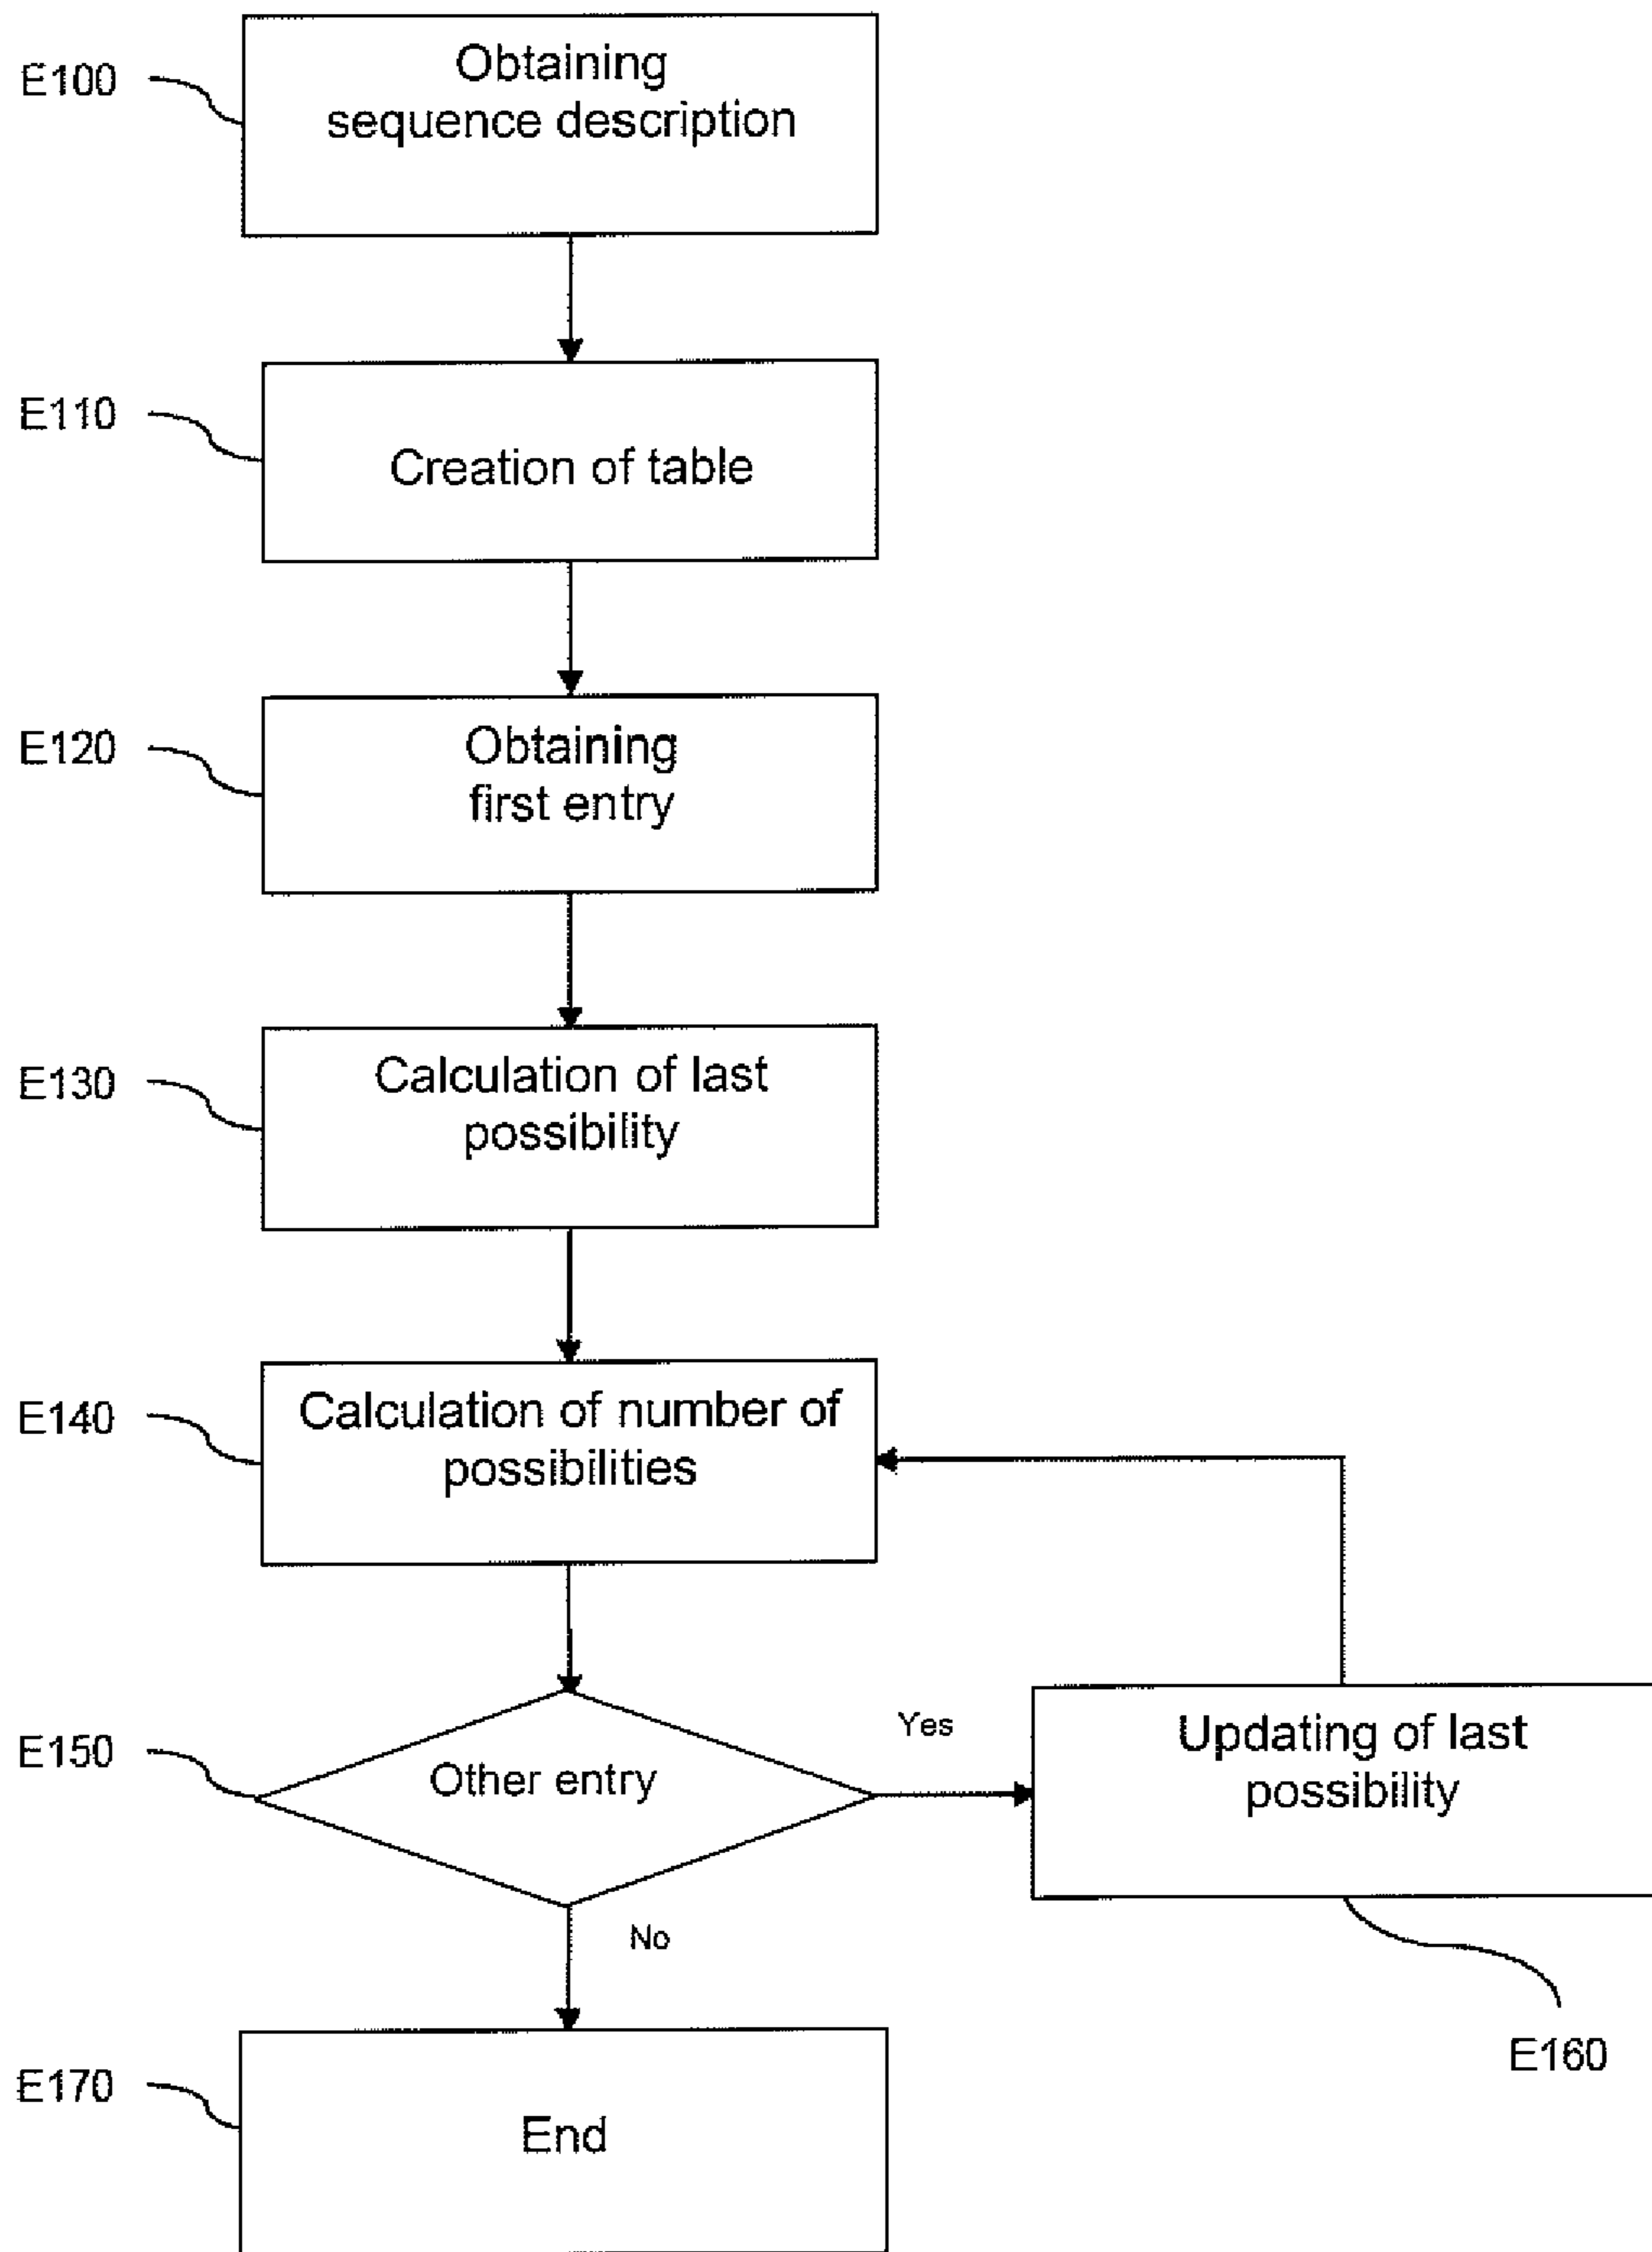 E100
Obtaining
sequence description
E110
Creation of table
E120
Obtaining
first entry
E130
Calculation of last
possibility
E140
Calculation of number of
possibilities
E150
Other entry
Yes
Updating of last
possibility
No
E160
E170
End